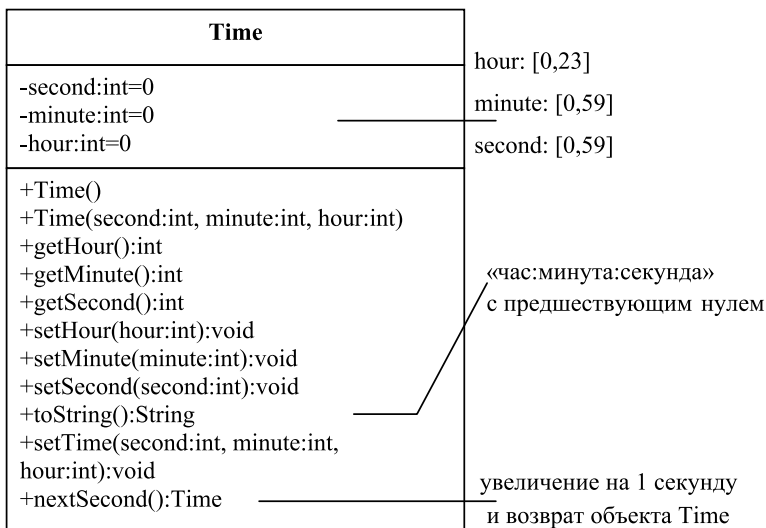 Time
-second:int=0
-minute:int=0
-hour:int=0
hour: [0,23]
minute: [0,59]
second: [0,59]
+Time()
+Time(second:int, minute:int, hour:int)
+getHour():int
+getMinute():int
+getSecond():int
+setHour(hour:int):void
+setMinute(minute:int):void
+setSecond(second:int):void
+toString():String
+setTime(second:int, minute:int,
hour:int):void
+nextSecond():Time
«час:минута:секунда»
с предшествующим нулем
увеличение на 1 секунду
и возврат объекта Time